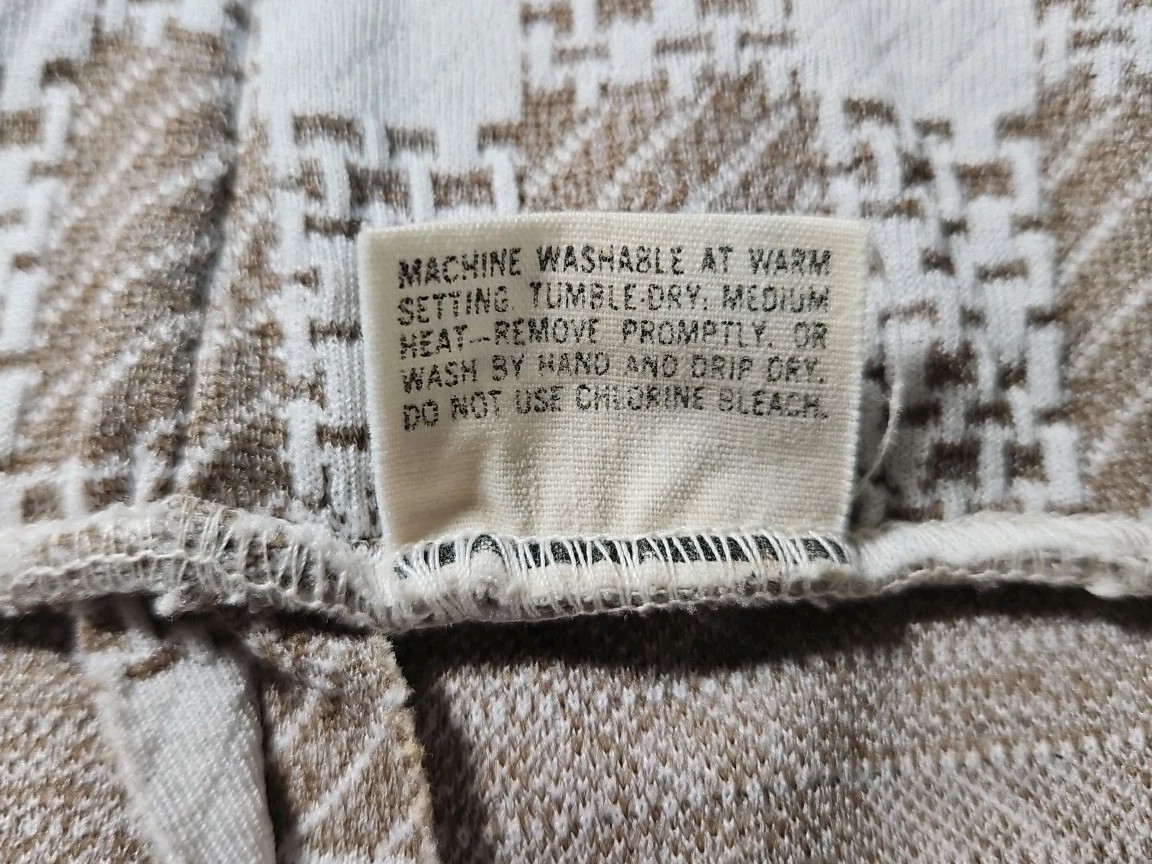 MACHINE WASHABLE AT WARM
SETTING. TUMBLE-DRY: MEDIUM
HEAT—REMOVE PROMPTLY. OR
WASH BY HAND AND DRIP DRY.
DO NOT USE CHLORINE BLEACH.